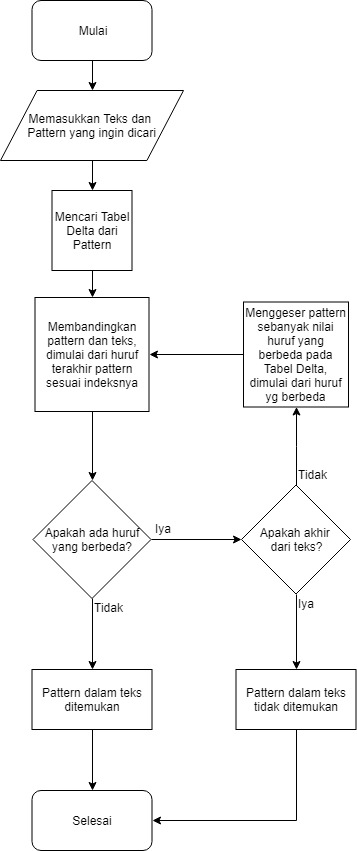 Mulai
Memasukkan Teks dan
Pattern yang ingin dicari
Mencari Tabel
Delta dari
Pattern
Membandingkan
pattern dan teks,
dimulai dari huruf
terakhir pattern
sesuai indeksnya
Menggeser pattern
sebanyak nilai
huruf yang
berbeda pada
Tabel Delta,
dimulai dari huruf
yg berbeda
Apakah ada huruf
yang berbeda?
Iya
Tidak
Apakah akhir
dari teks?
Tidak
Iya
Pattern dalam teks
ditemukan
Pattern dalam teks
tidak ditemukan
Selesai